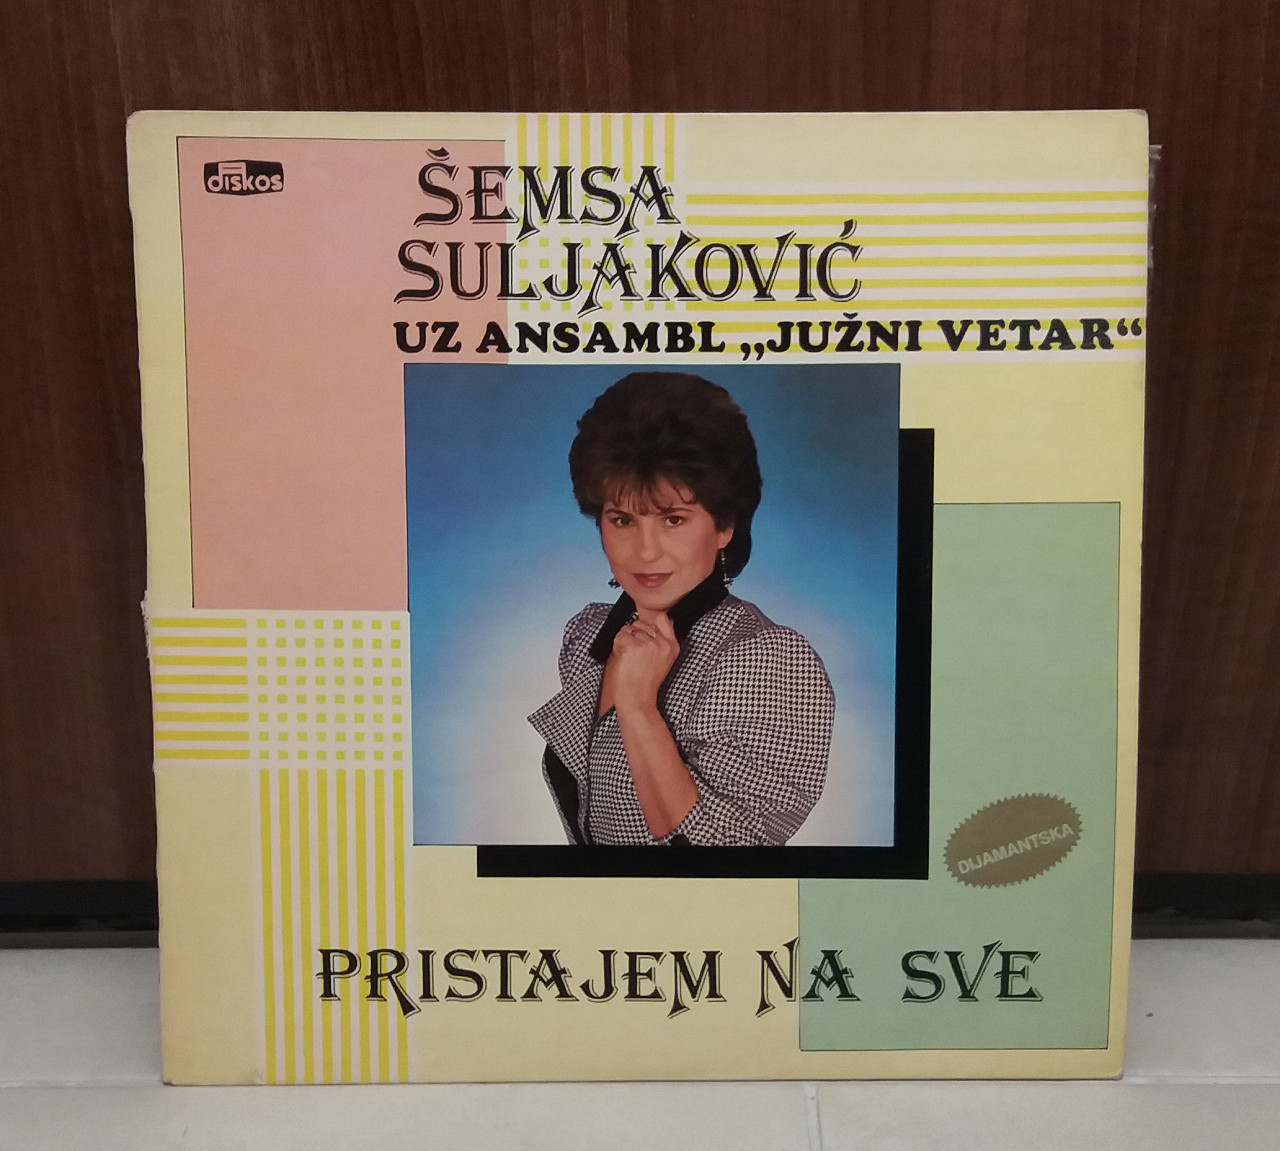 diskos
ŠEMSA
SULJAKOVIĆ
UZ ANSAMBL „JUŽNI VETAR“
DIJAMANTSKA
PRISTAJEM NA SVE